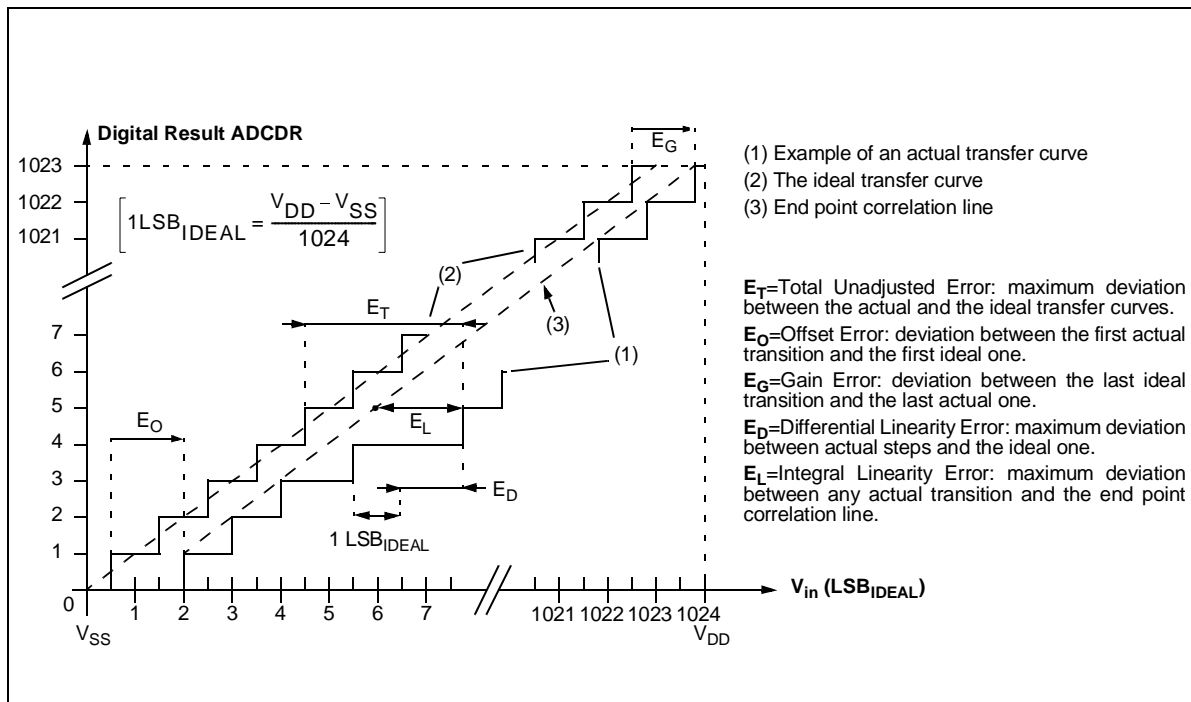 Digital Result ADCDR
E_G
1023
1022
1021
[1LSB_IDEAL = (V_DD – V_SS) / 1024]
(1) Example of an actual transfer curve
(2) The ideal transfer curve
(3) End point correlation line
(2)
E_T
(3)
(1)
7
6
5
4
3
2
1
0
E_O
E_L
E_D
1 LSB_IDEAL
E_T=Total Unadjusted Error: maximum deviation
between the actual and the ideal transfer curves.
E_O=Offset Error: deviation between the first actual
transition and the first ideal one.
E_G=Gain Error: deviation between the last ideal
transition and the last actual one.
E_D=Differential Linearity Error: maximum deviation
between actual steps and the ideal one.
E_L=Integral Linearity Error: maximum deviation
between any actual transition and the end point
correlation line.
1 2 3 4 5 6 7 1021 1022 1023 1024
V_in (LSB_IDEAL)
V_SS
V_DD